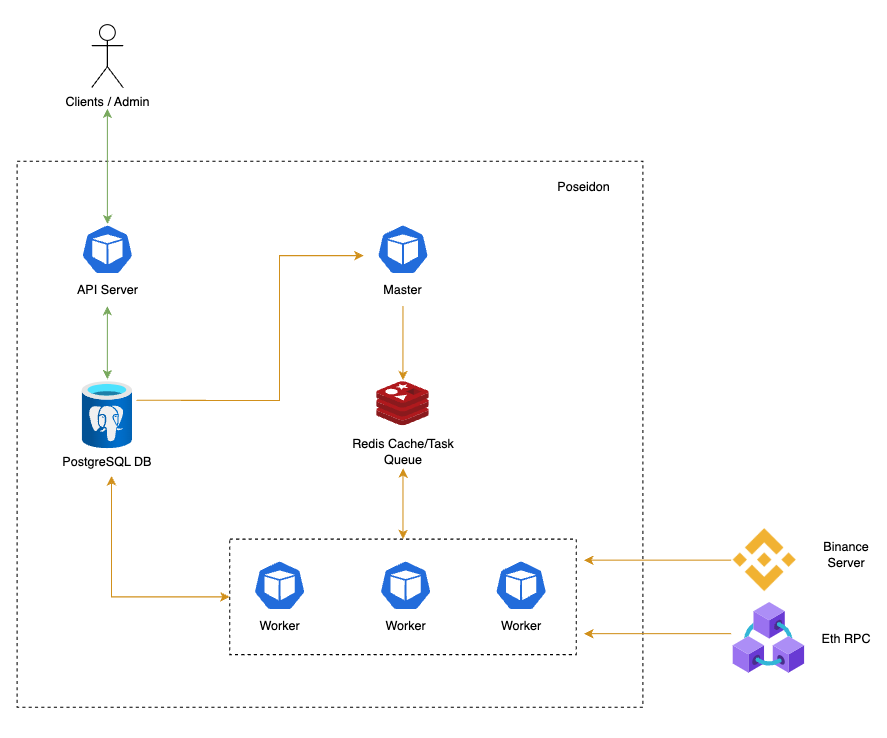 Clients / Admin
Poseidon
API Server
Master
PostgreSQL DB
Redis Cache/Task
Queue
Worker
Worker
Worker
Binance
Server
Eth RPC